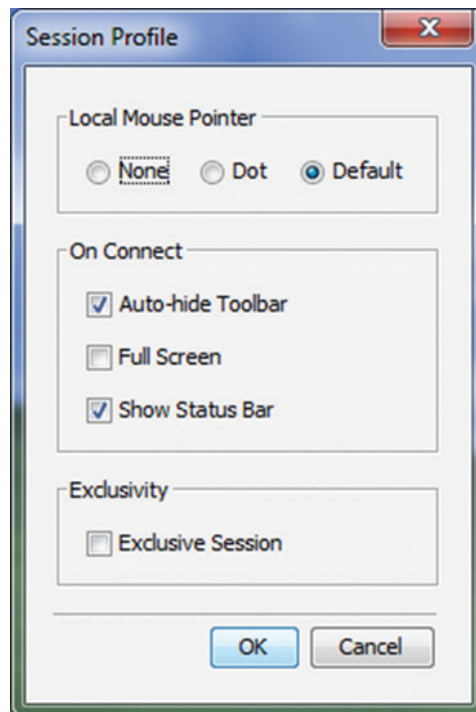 Session Profile
Local Mouse Pointer
None Dot Default
On Connect
Auto-hide Toolbar
Full Screen
Show Status Bar
Exclusivity
Exclusive Session
OK Cancel